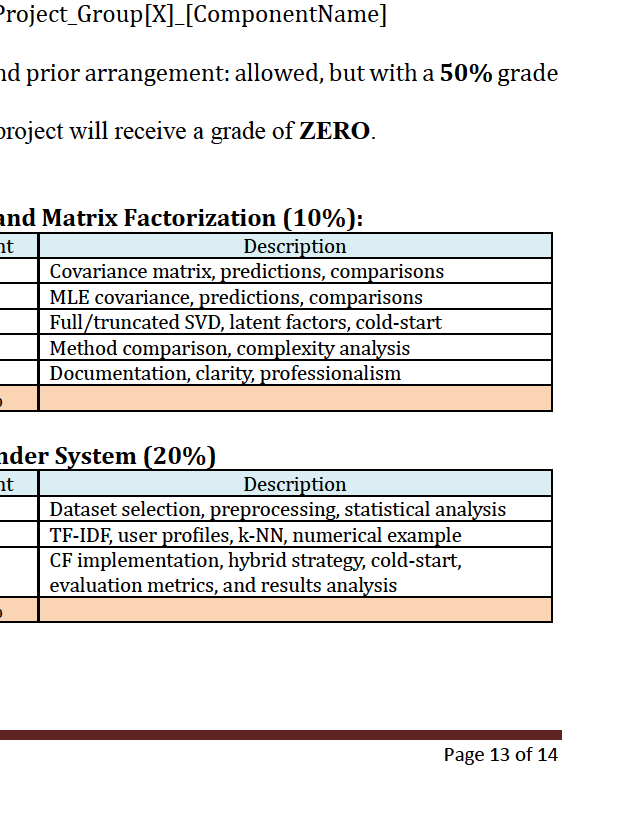 Project_Group[X]_[ComponentName]
nd prior arrangement: allowed, but with a 50% grade
project will receive a grade of ZERO.
and Matrix Factorization (10%):
nt Description
Covariance matrix, predictions, comparisons
MLE covariance, predictions, comparisons
Full/truncated SVD, latent factors, cold-start
Method comparison, complexity analysis
Documentation, clarity, professionalism
nder System (20%)
nt Description
Dataset selection, preprocessing, statistical analysis
TF-IDF, user profiles, k-NN, numerical example
CF implementation, hybrid strategy, cold-start,
evaluation metrics, and results analysis
Page 13 of 14